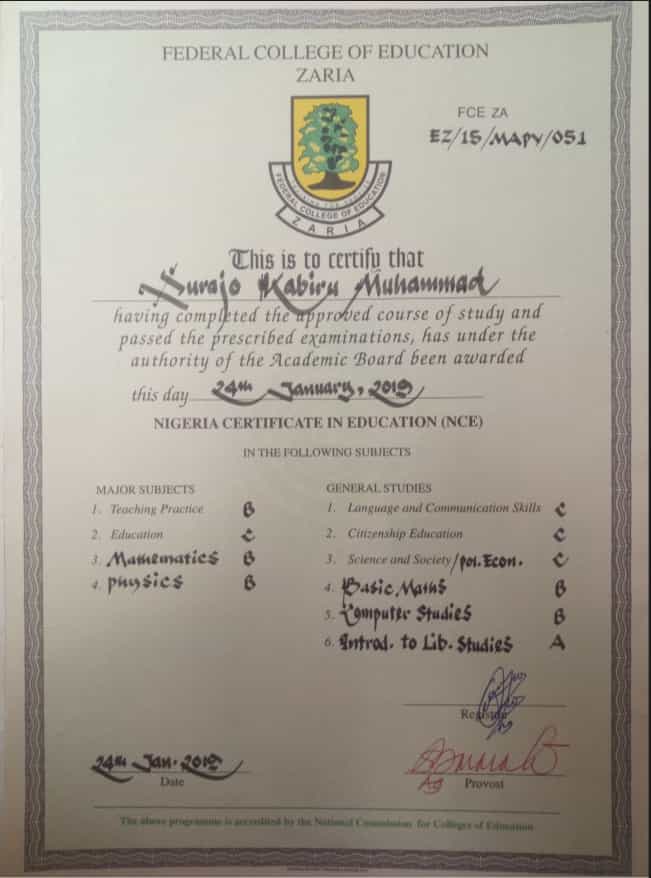 FEDERAL COLLEGE OF EDUCATION
ZARIA
FCE ZA
EZ/15/MAPY/051
FEDERAL COLLEGE OF EDUCATION
ZARIA
This is to certify that
Kabiru Muhammad
having completed the approved course of study and
passed the prescribed examinations, has under the
authority of the Academic Board been awarded
this day 24th January, 2019
NIGERIA CERTIFICATE IN EDUCATION (NCE)
IN THE FOLLOWING SUBJECTS
MAJOR SUBJECTS
1. Teaching Practice B
2. Education C
3. Mathematics B
4. physics B
GENERAL STUDIES
1. Language and Communication Skills C
2. Citizenship Education C
3. Science and Society/pol.Econ. C
4. Basic Maths B
5. Computer Studies B
6. Introd. to Lib. Studies A
Registrar
24th Jan. 2019
Date
Provost
The above programme is accredited by the National Commission for Colleges of Education